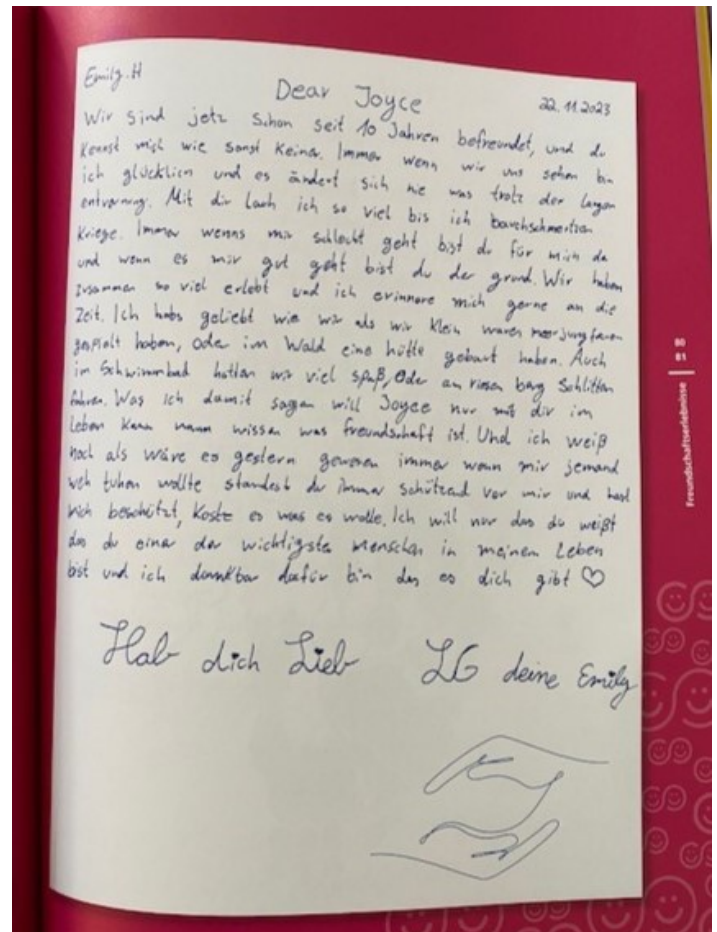 Emily.H
Dear Joyce
22.11.2023
Wir sind jetz schon seit 10 Jahren befreundet, und du
kennst mich wie sonst keiner. Immer wenn wir uns sehen bin
ich glücklich und es ändert sich nie was trotz der langen
entvernung. Mit dir lach ich so viel bis ich bauchschmertzen
Kriege. Immer wenns mir schlecht geht bist du für mich da
und wenn es mir gut geht bist du der grund. Wir haben
zusammen so viel erlebt und ich erinnere mich gerne an die
Zeit. Ich habs geliebt wie wir als wir klein waren meerjungfauen
gespielt haben, oder im Wald eine hütte gebaut haben. Auch
im Schwimmbad hatten wir viel spaß, oder am riesen berg Schlitten
fahren. Was ich damit sagen will Joyce nur mit dir im
Leben kann mann wissen was freundschaft ist. Und ich weiß
noch als wäre es gestern gewesen immer wenn mir jemand
weh tuhen wollte standest du immer schützend vor mir und hast
mich beschützt, koste es was es wolle. Ich will nur das du weißt
das du einer der wichtigste menschen in meinem Leben
bist und ich dankbar dafür bin das es dich gibt ♡
Hab dich Lieb LG deine Emily
80
81
Freundschaftserlebnisse